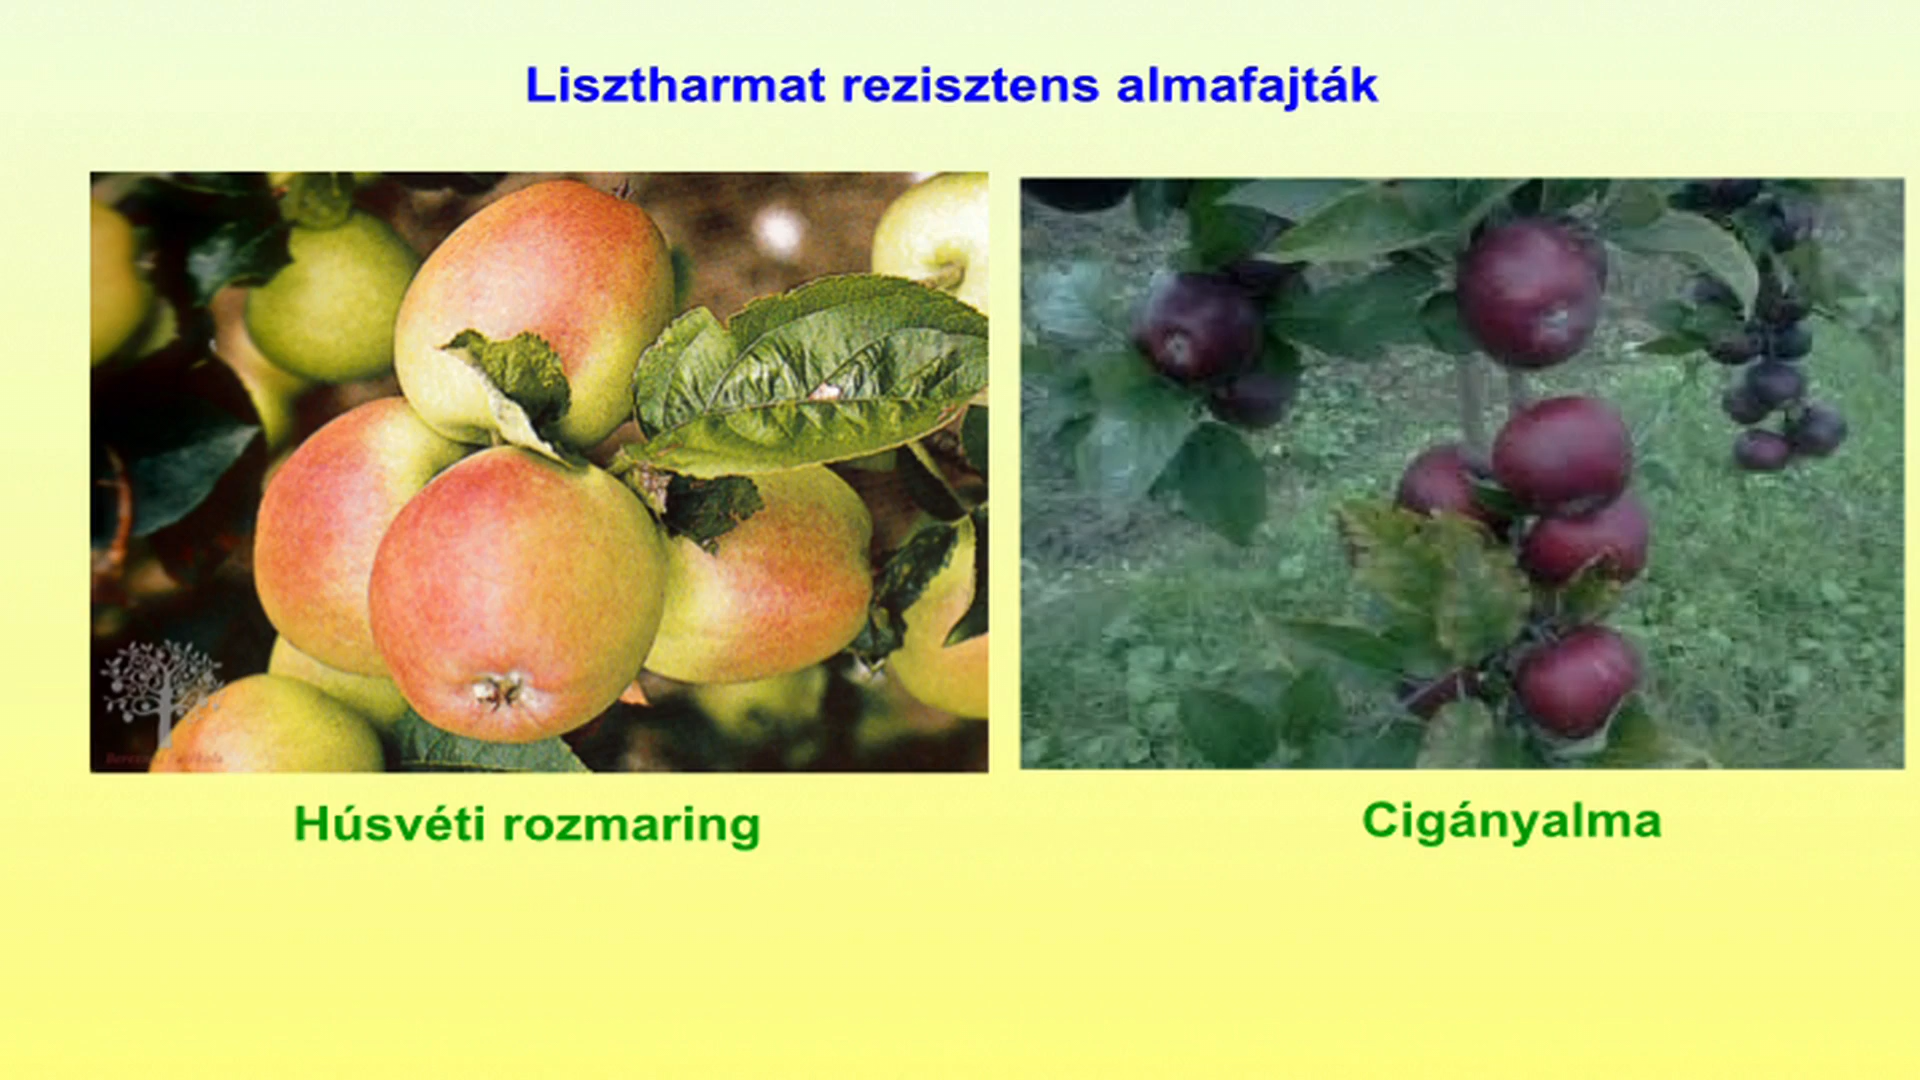 Lisztharmat rezisztens almafajták
Húsvéti rozmaring
Cigányalma